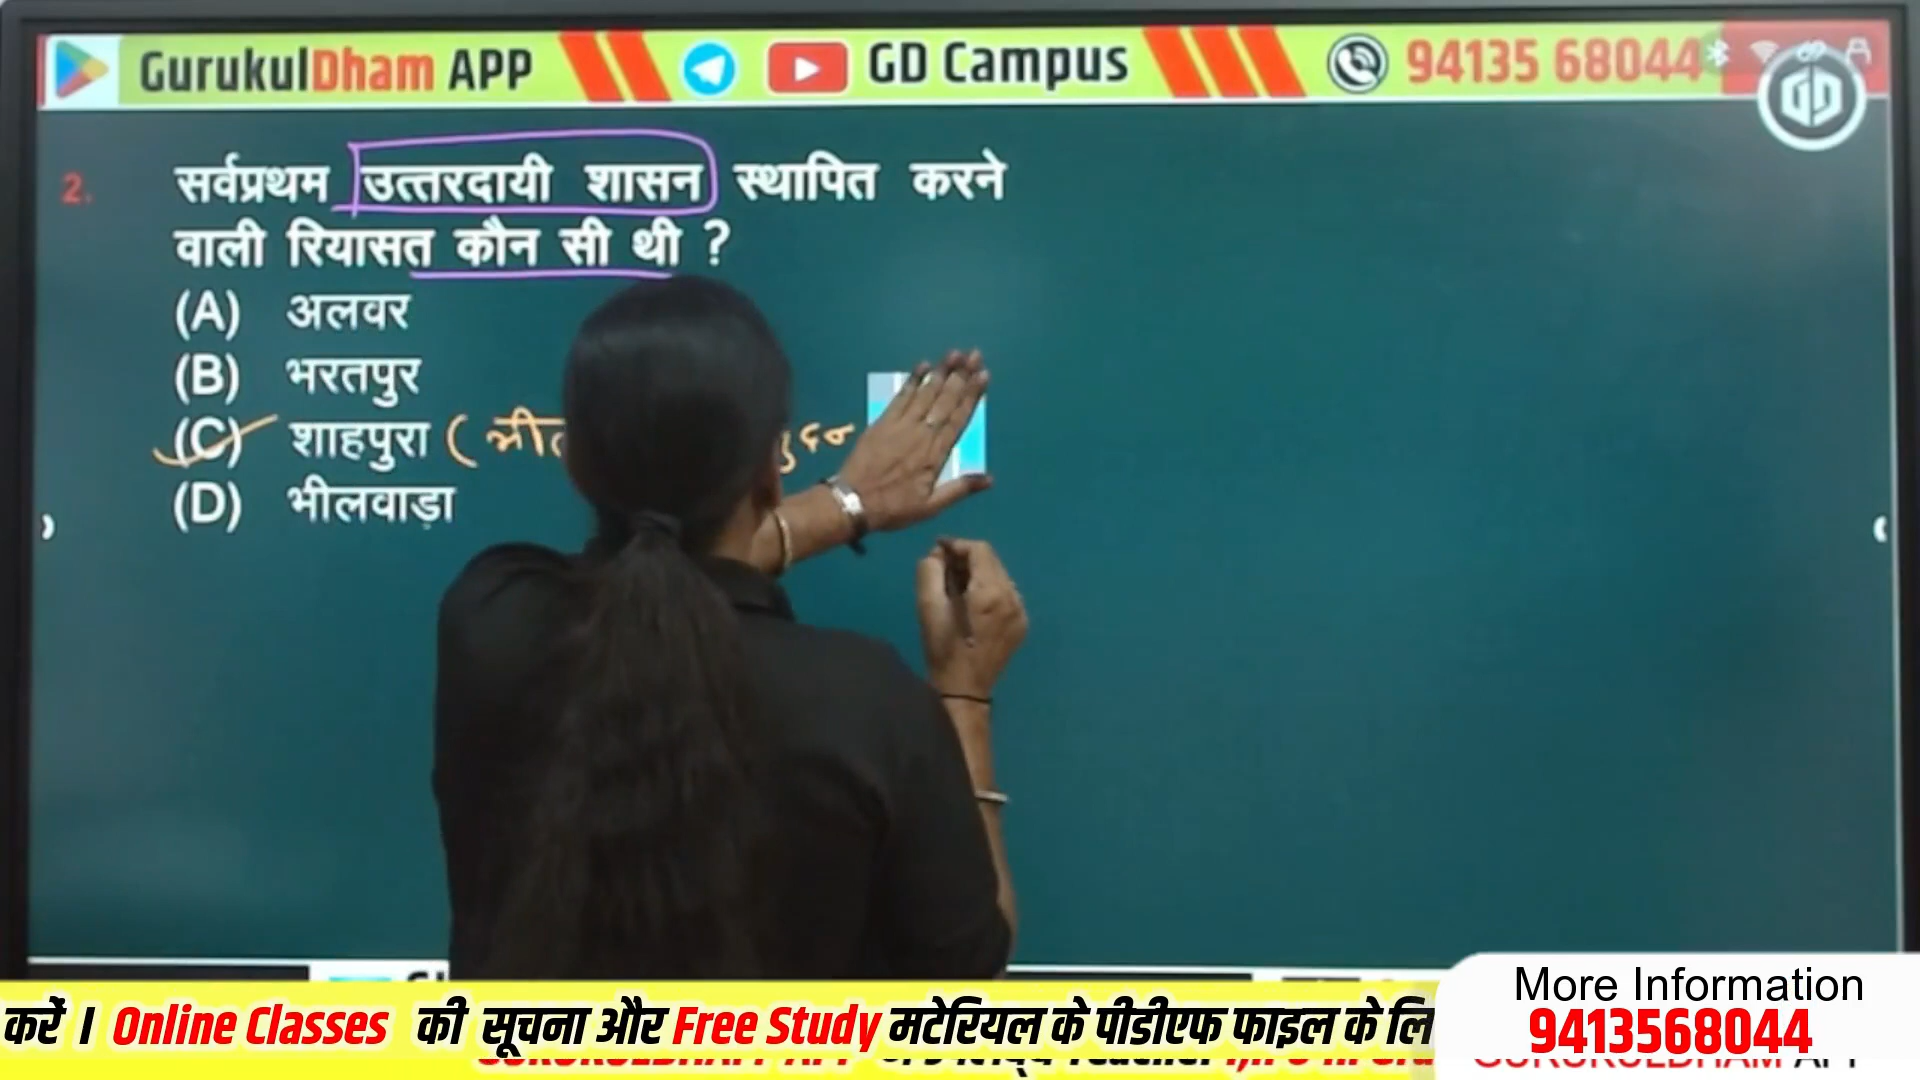 GurukulDham APP GD Campus 94135 68044
2. सर्वप्रथम उत्तरदायी शासन स्थापित करने
वाली रियासत कौन सी थी ?
(A) अलवर
(B) भरतपुर
(C) शाहपुरा (
(D) भीलवाड़ा
करें । Online Classes की सूचना और Free Study मटेरियल के पीडीएफ फाइल के लि
More Information
9413568044